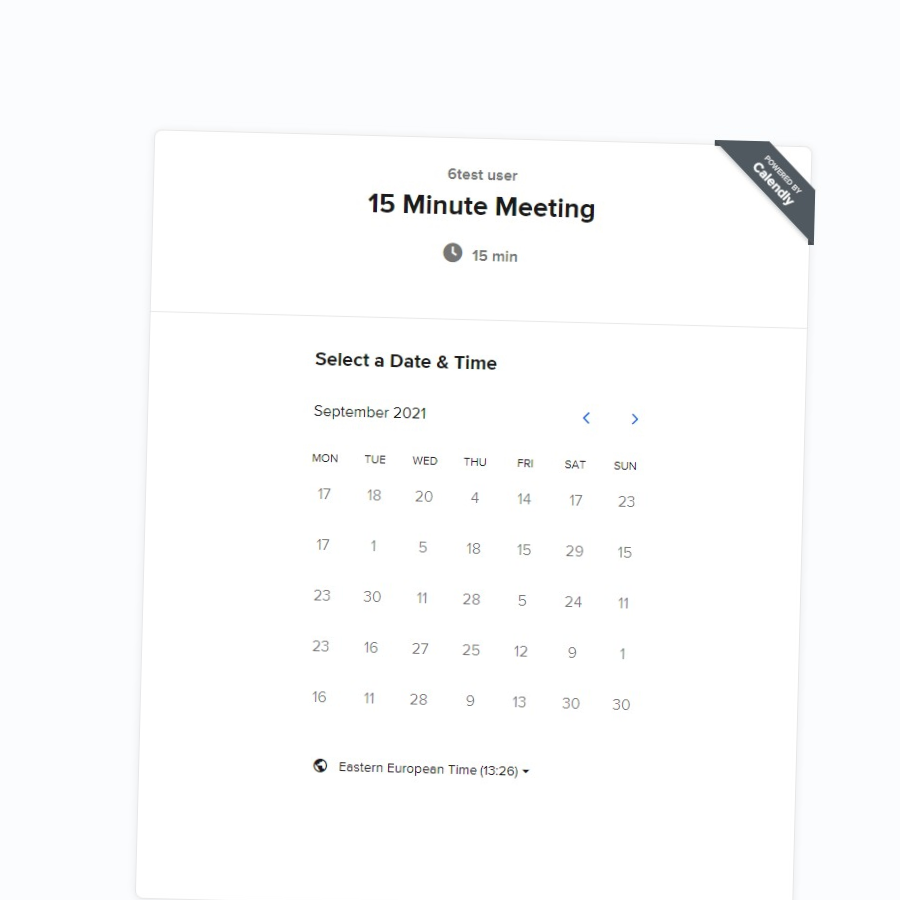 POWERED BY
Calendly
6test user
15 Minute Meeting
15 min
Select a Date & Time
September 2021
MON TUE WED THU FRI SAT SUN
17 18 20 4 14 17 23
17 1 5 18 15 29 15
23 30 11 28 5 24 11
23 16 27 25 12 9 1
16 11 28 9 13 30 30
Eastern European Time (13:26)